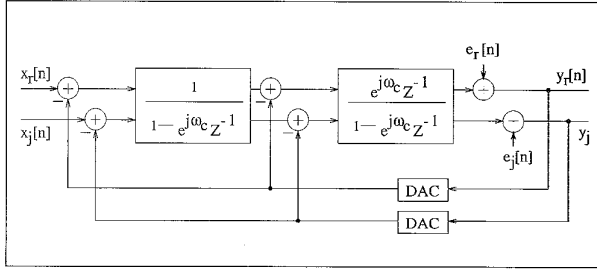 x_r[n]
x_j[n]
1
1− e^{jω_c} Z^{-1}
e^{jω_c} Z^{-1}
1− e^{jω_c} Z^{-1}
e_r[n]
y_r[n]
e_j[n]
y_j
DAC
DAC